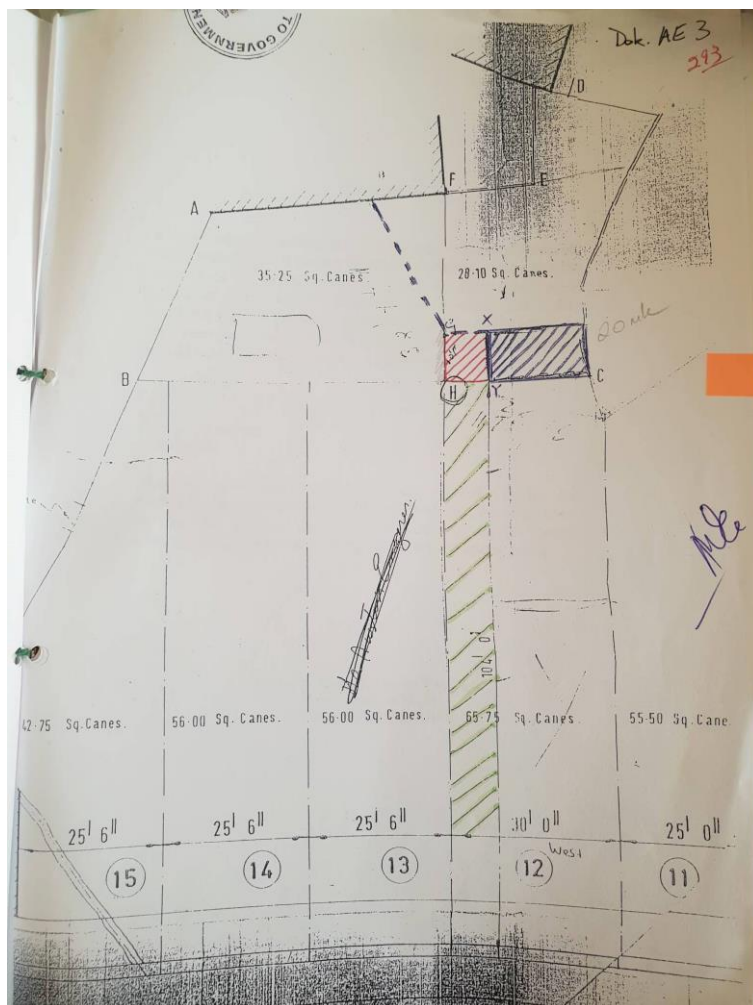 TO GOVERNMEN
Dok. AE 3
293
D
F
E
A
35·25 Sq. Canes.
28·10 Sq. Canes.
X
B
H
Y
C
104' 0"
42·75 Sq. Canes.
56·00 Sq. Canes.
56·00 Sq. Canes.
65·75 Sq. Canes.
55·50 Sq. Cane
25' 6"
25' 6"
25' 6"
30' 0"
25' 0"
West
15
14
13
12
11